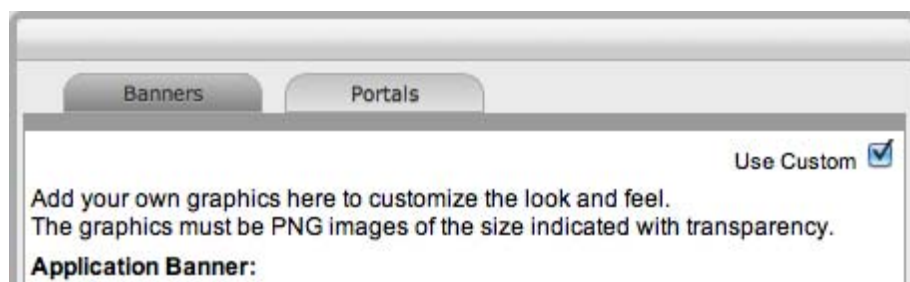 Banners Portals
Use Custom
Add your own graphics here to customize the look and feel.
The graphics must be PNG images of the size indicated with transparency.
Application Banner: